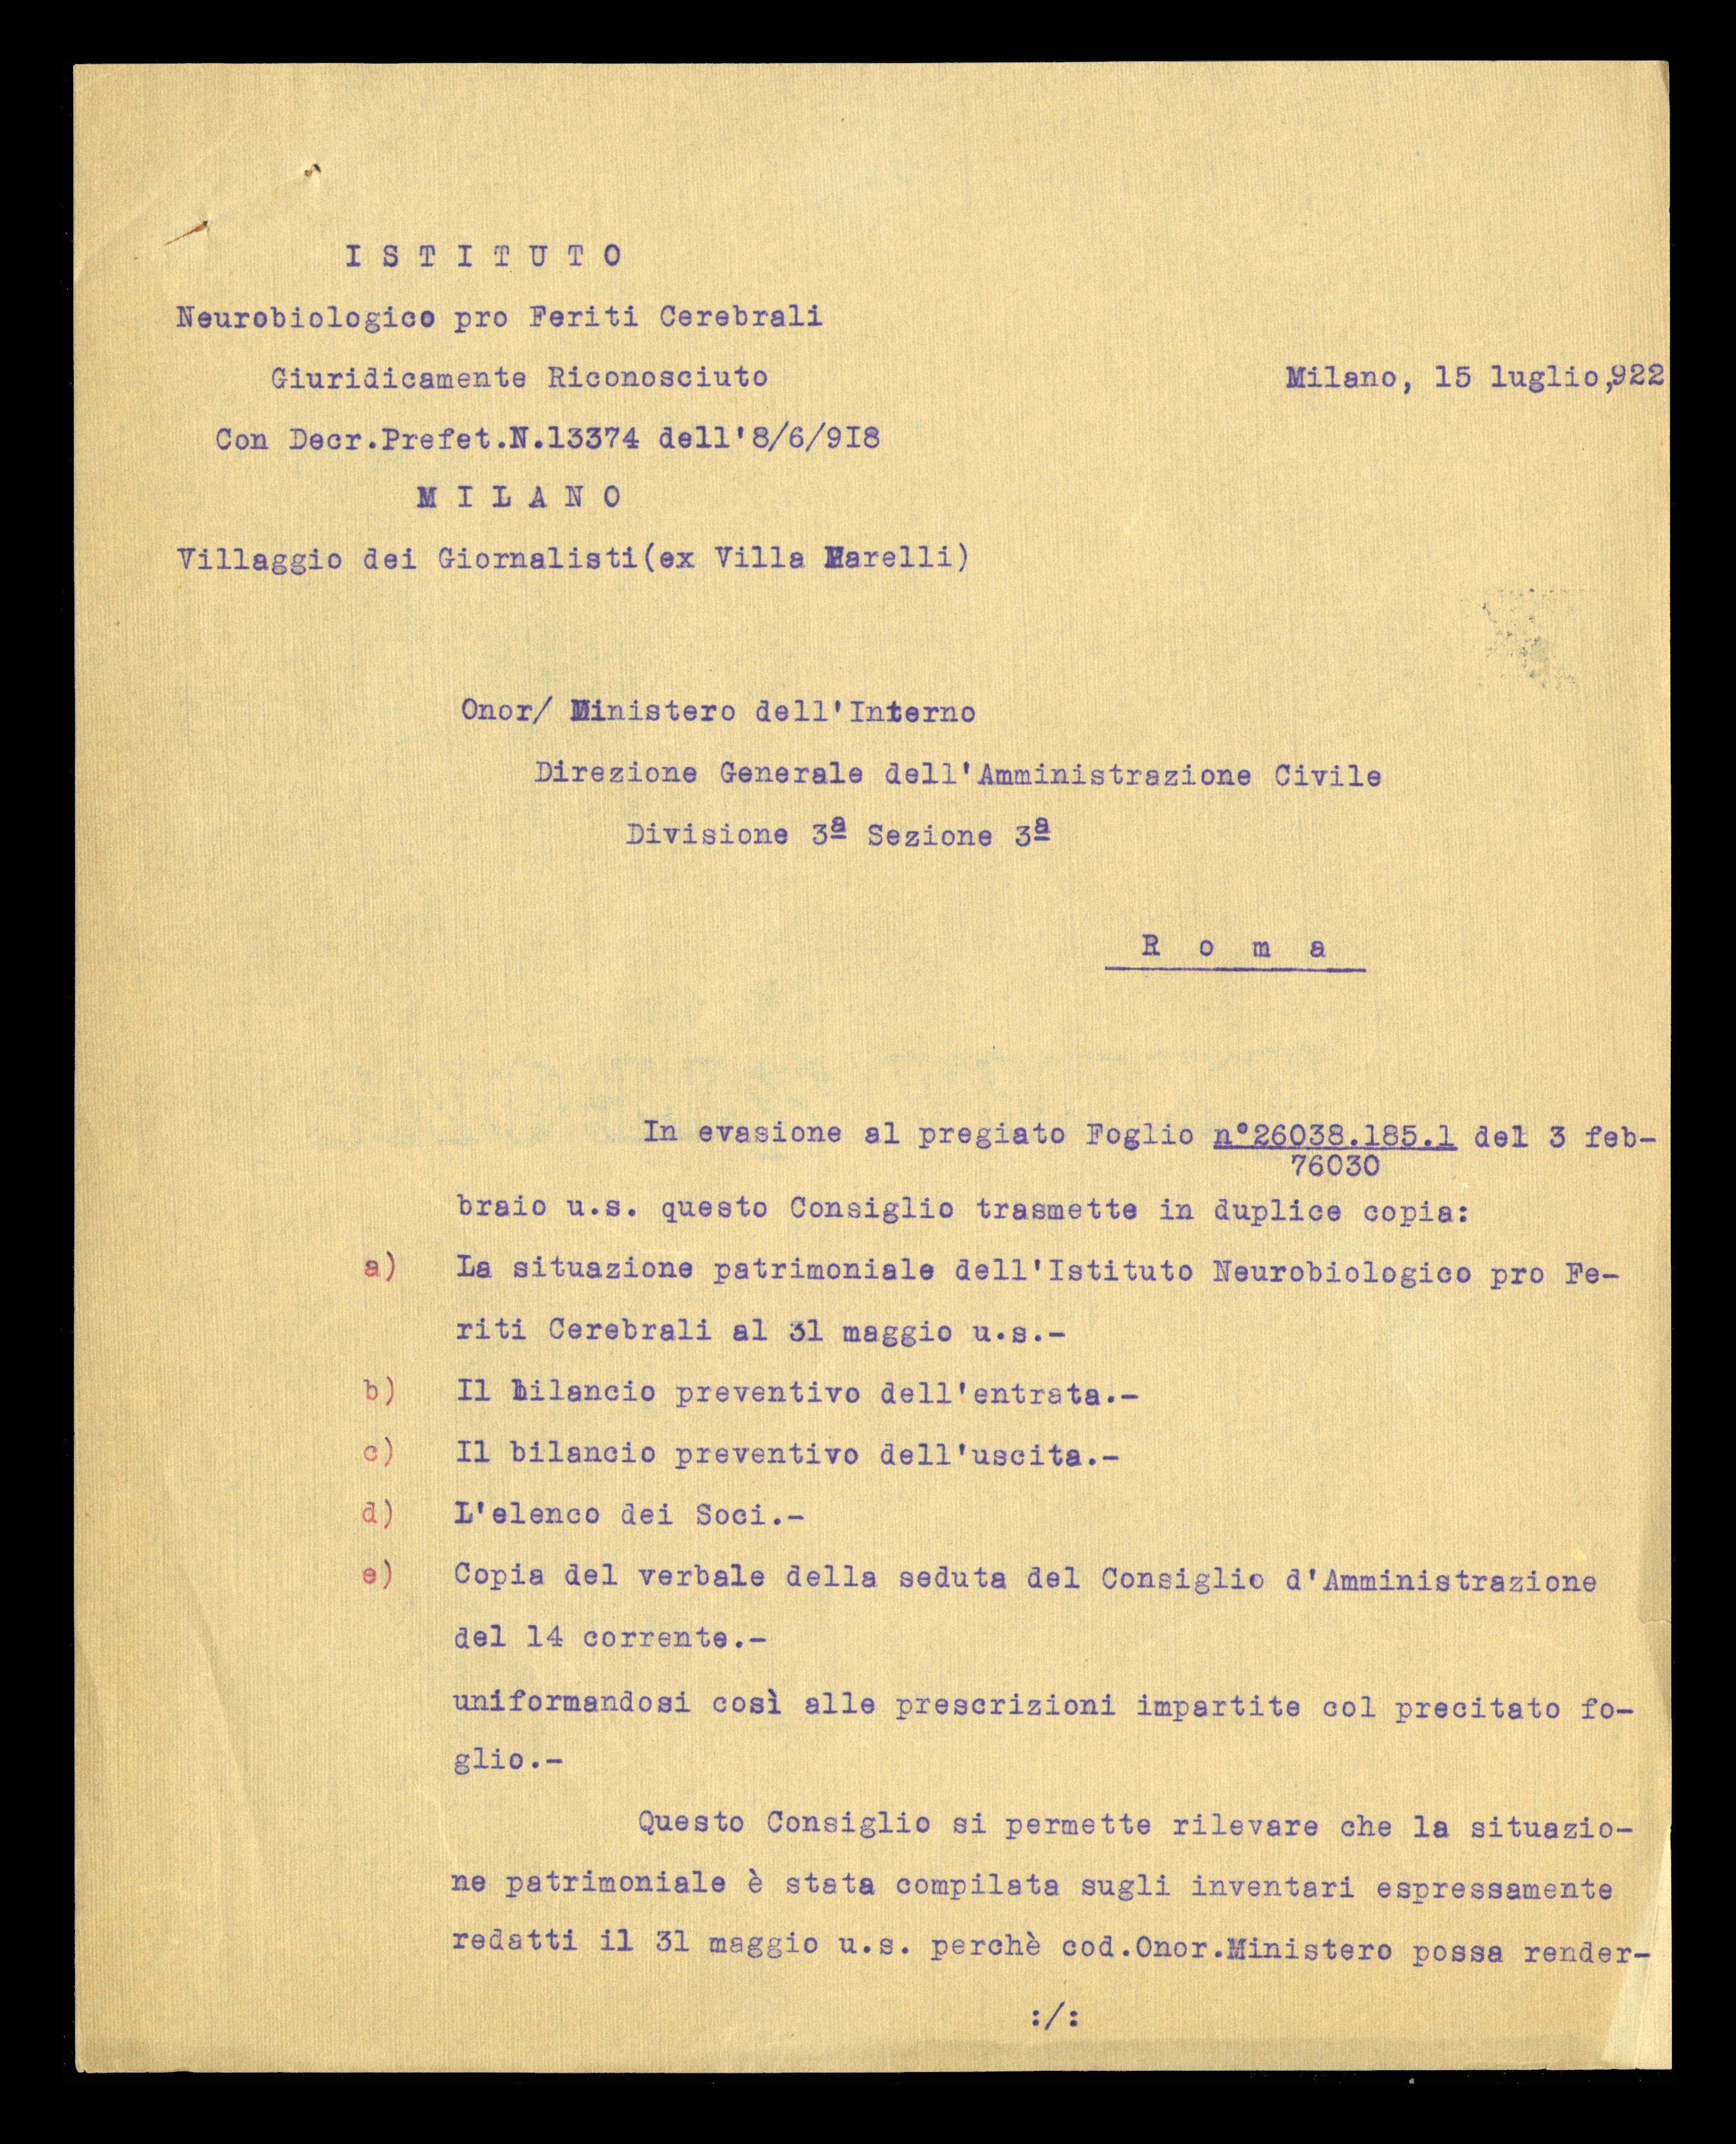 I S T I T U T O
Neurobiologico pro Feriti Cerebrali
Giuridicamente Riconosciuto
Milano, 15 luglio,922
Con Decr.Prefet.N.13374 dell'8/6/9I8
M I L A N O
Villaggio dei Giornalisti(ex Villa Marelli)
Onor/ Ministero dell'Interno
Direzione Generale dell'Amministrazione Civile
Divisione 3ª Sezione 3ª
R o m a
In evasione al pregiato Foglio n°26038.185.1 del 3 feb-
76030
braio u.s. questo Consiglio trasmette in duplice copia:
a) La situazione patrimoniale dell'Istituto Neurobiologico pro Fe-
riti Cerebrali al 31 maggio u.s.-
b) Il bilancio preventivo dell'entrata.-
c) Il bilancio preventivo dell'uscita.-
d) L'elenco dei Soci.-
e) Copia del verbale della seduta del Consiglio d'Amministrazione
del 14 corrente.-
uniformandosi così alle prescrizioni impartite col precitato fo-
glio.-
Questo Consiglio si permette rilevare che la situazio-
ne patrimoniale è stata compilata sugli inventari espressamente
redatti il 31 maggio u.s. perchè cod.Onor.Ministero possa render-
:/: